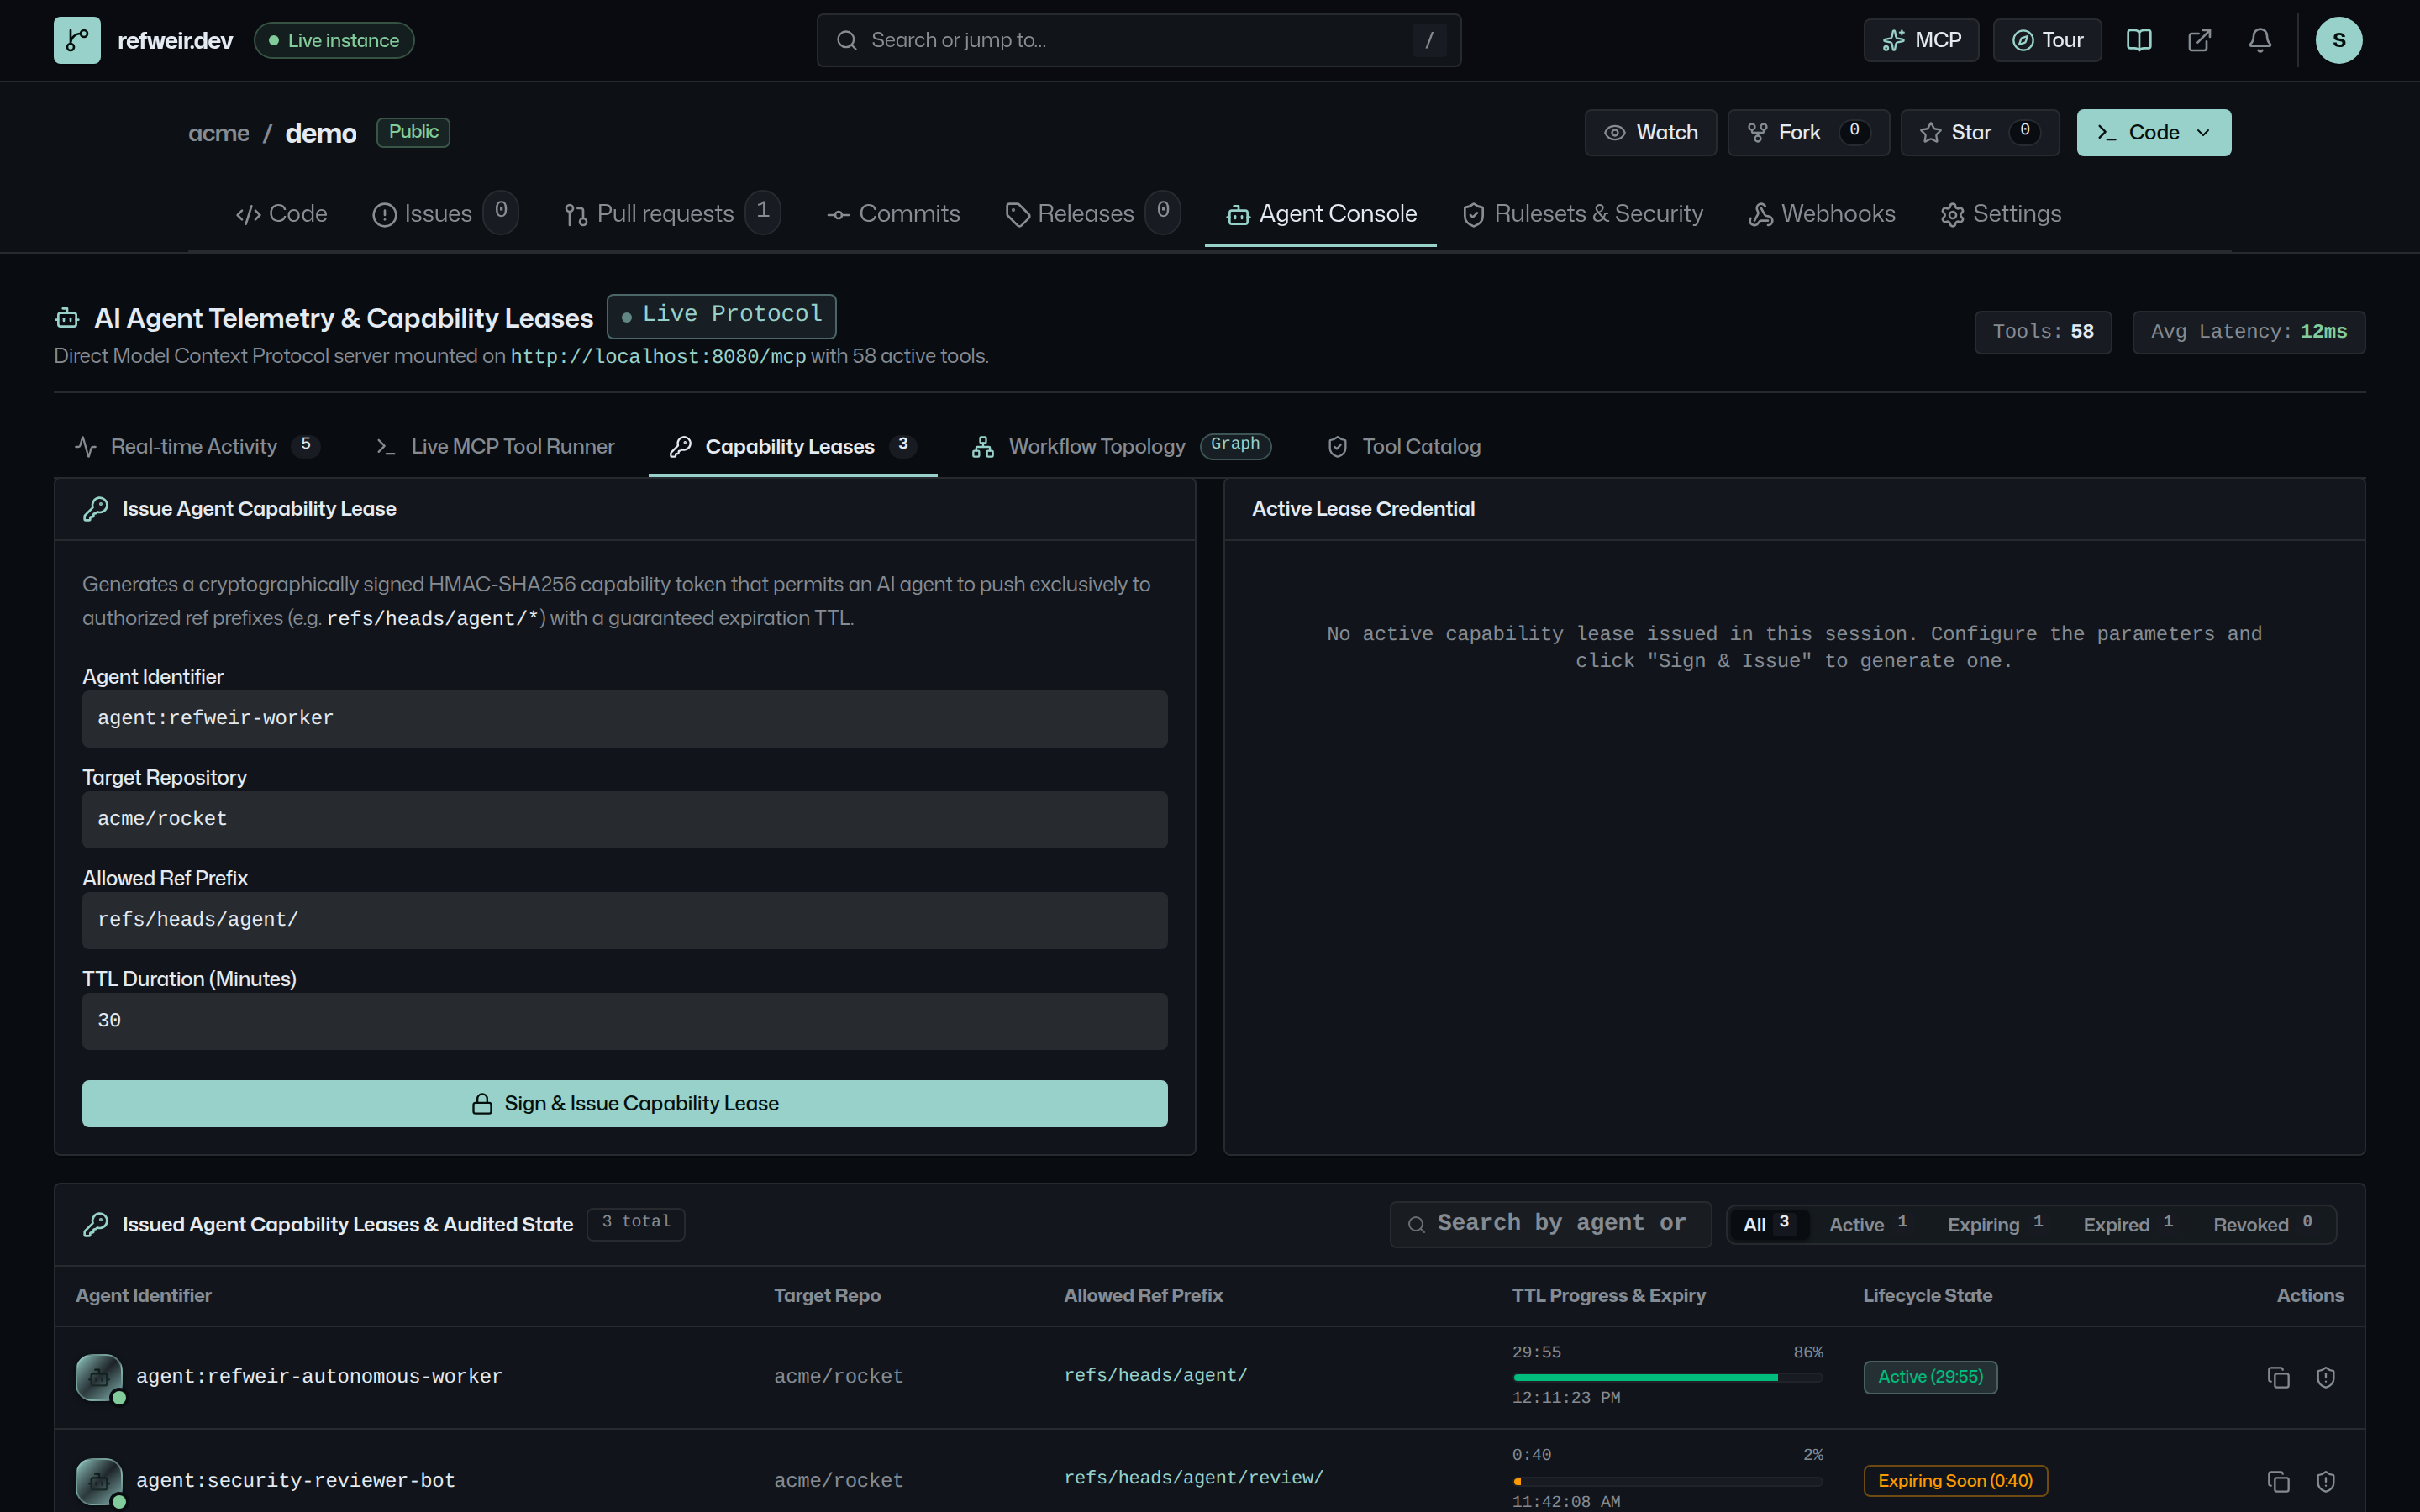 refweir.dev
Live instance
Search or jump to...
/
MCP
Tour
S
acme / demo
Public
Watch
Fork 0
Star 0
Code
Code
Issues 0
Pull requests 1
Commits
Releases 0
Agent Console
Rulesets & Security
Webhooks
Settings
AI Agent Telemetry & Capability Leases
Live Protocol
Direct Model Context Protocol server mounted on http://localhost:8080/mcp with 58 active tools.
Tools: 58
Avg Latency: 12ms
Real-time Activity 5
Live MCP Tool Runner
Capability Leases 3
Workflow Topology Graph
Tool Catalog
Issue Agent Capability Lease
Generates a cryptographically signed HMAC-SHA256 capability token that permits an AI agent to push exclusively to
authorized ref prefixes (e.g. refs/heads/agent/*) with a guaranteed expiration TTL.
Agent Identifier
agent:refweir-worker
Target Repository
acme/rocket
Allowed Ref Prefix
refs/heads/agent/
TTL Duration (Minutes)
30
Sign & Issue Capability Lease
Active Lease Credential
No active capability lease issued in this session. Configure the parameters and
click "Sign & Issue" to generate one.
Issued Agent Capability Leases & Audited State
3 total
Search by agent or
All 3
Active 1
Expiring 1
Expired 1
Revoked 0
Agent Identifier
Target Repo
Allowed Ref Prefix
TTL Progress & Expiry
Lifecycle State
Actions
agent:refweir-autonomous-worker
acme/rocket
refs/heads/agent/
29:55
86%
12:11:23 PM
Active (29:55)
agent:security-reviewer-bot
acme/rocket
refs/heads/agent/review/
0:40
2%
11:42:08 AM
Expiring Soon (0:40)